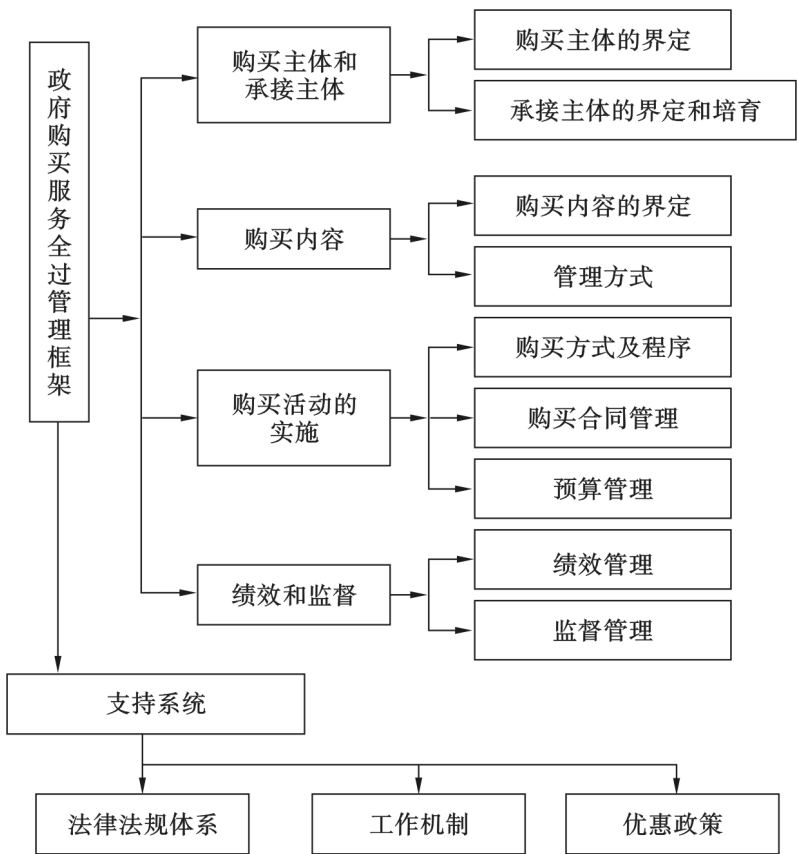 政府购买服务全过管理框架
购买主体和
承接主体
购买主体的界定
承接主体的界定和培育
购买内容
购买内容的界定
管理方式
购买活动的
实施
购买方式及程序
购买合同管理
预算管理
绩效和监督
绩效管理
监督管理
支持系统
法律法规体系
工作机制
优惠政策